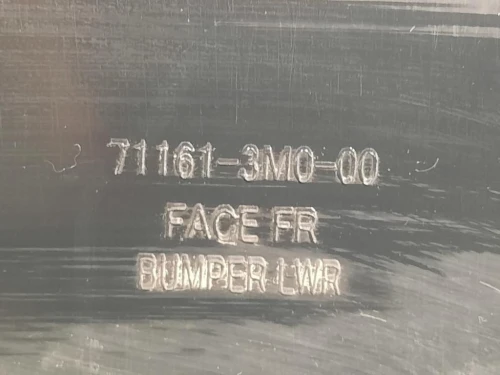 71161-3M0-00
FACE FR
BUMPER LWR